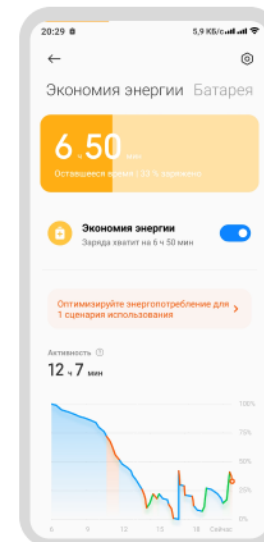 20:29 5,9 КБ/с
Экономия энергии Батарея
6 ч 50 мин
Оставшееся время | 33 % заряжено
Экономия энергии
Заряда хватит на 6 ч 50 мин
Оптимизируйте энергопотребление для
1 сценария использования
Активность
12 ч 7 мин
100%
75%
50%
25%
0%
6 9 12 15 18 Сейчас